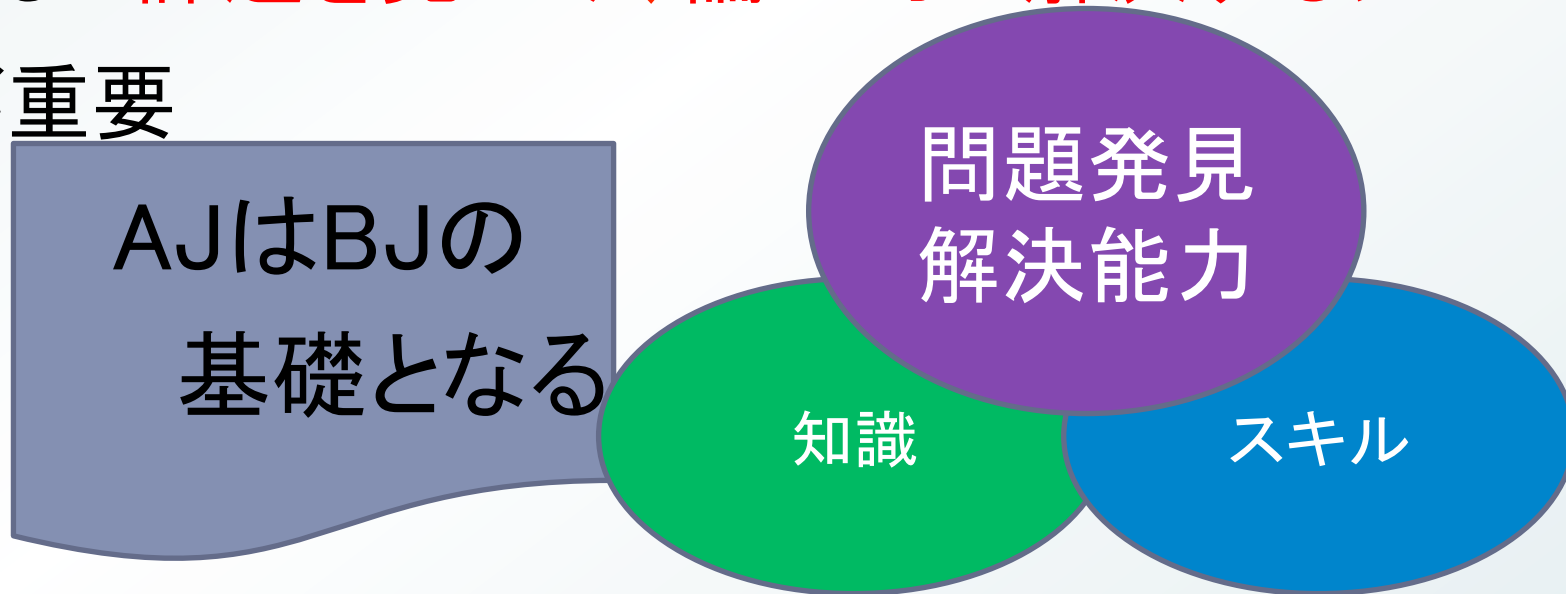 重要
AJはBJの
基礎となる
問題発見
解決能力
知識
スキル